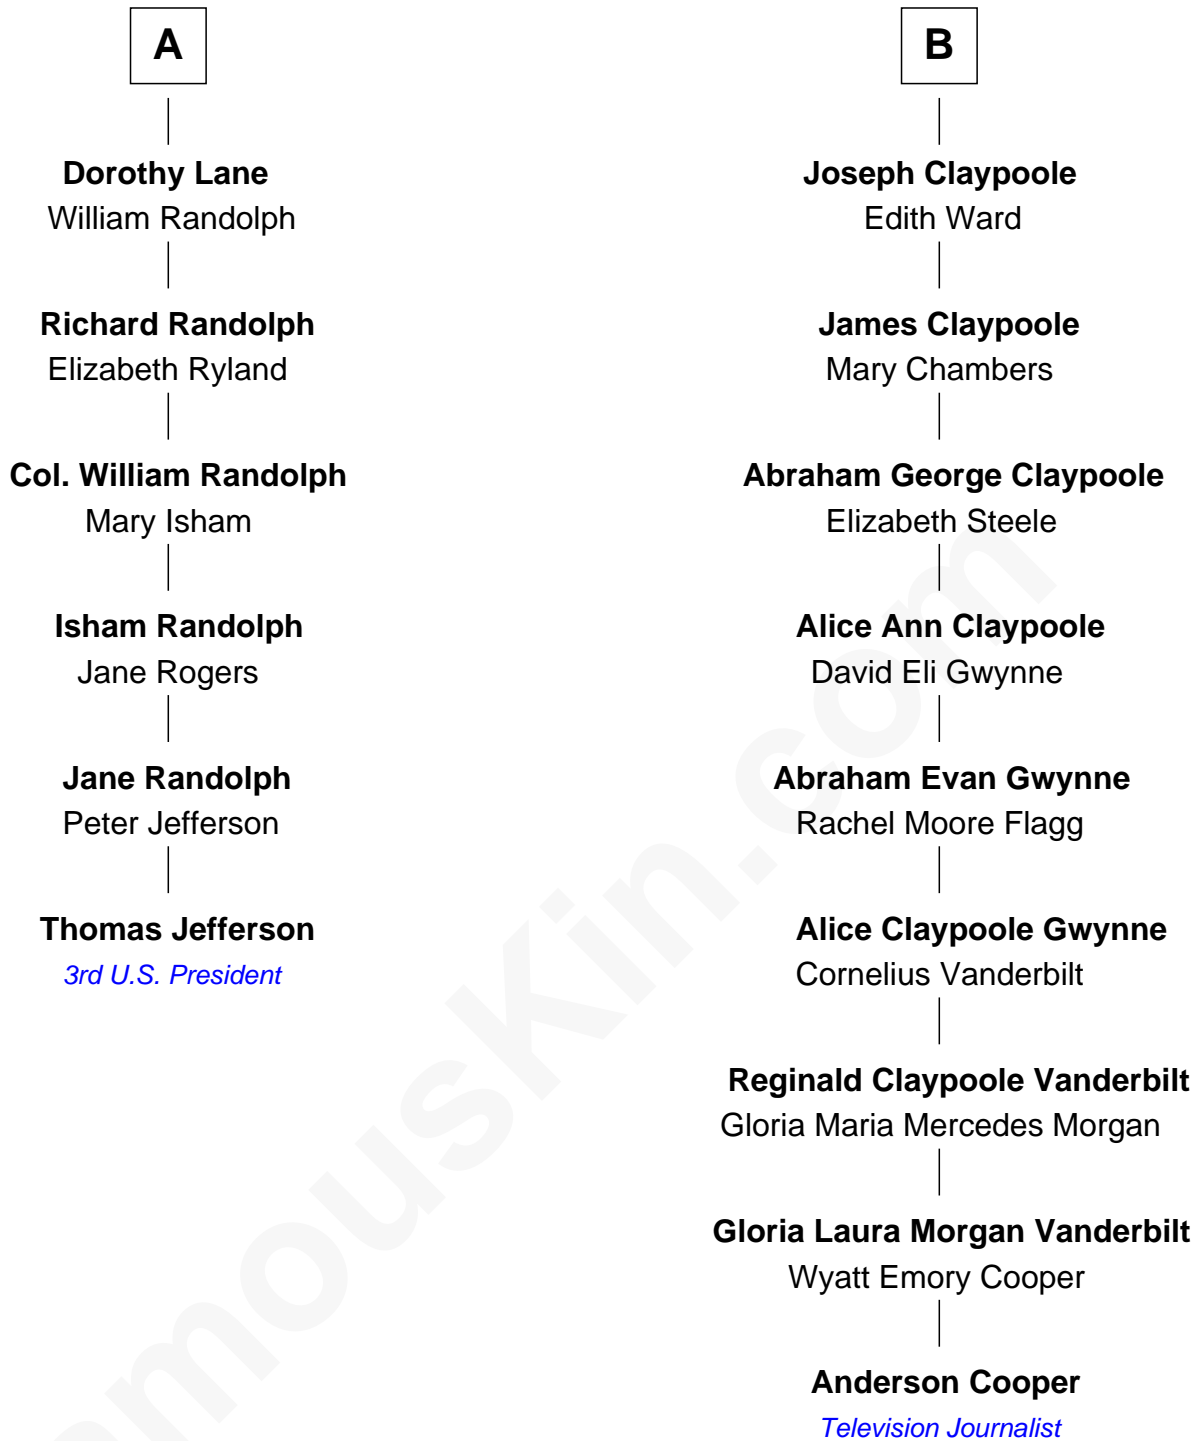 A
Dorothy Lane
William Randolph
Richard Randolph
Elizabeth Ryland
Col. William Randolph
Mary Isham
Isham Randolph
Jane Rogers
Jane Randolph
Peter Jefferson
Thomas Jefferson
3rd U.S. President
B
Joseph Claypoole
Edith Ward
James Claypoole
Mary Chambers
Abraham George Claypoole
Elizabeth Steele
Alice Ann Claypoole
David Eli Gwynne
Abraham Evan Gwynne
Rachel Moore Flagg
Alice Claypoole Gwynne
Cornelius Vanderbilt
Reginald Claypoole Vanderbilt
Gloria Maria Mercedes Morgan
Gloria Laura Morgan Vanderbilt
Wyatt Emory Cooper
Anderson Cooper
Television Journalist
amousKin.com